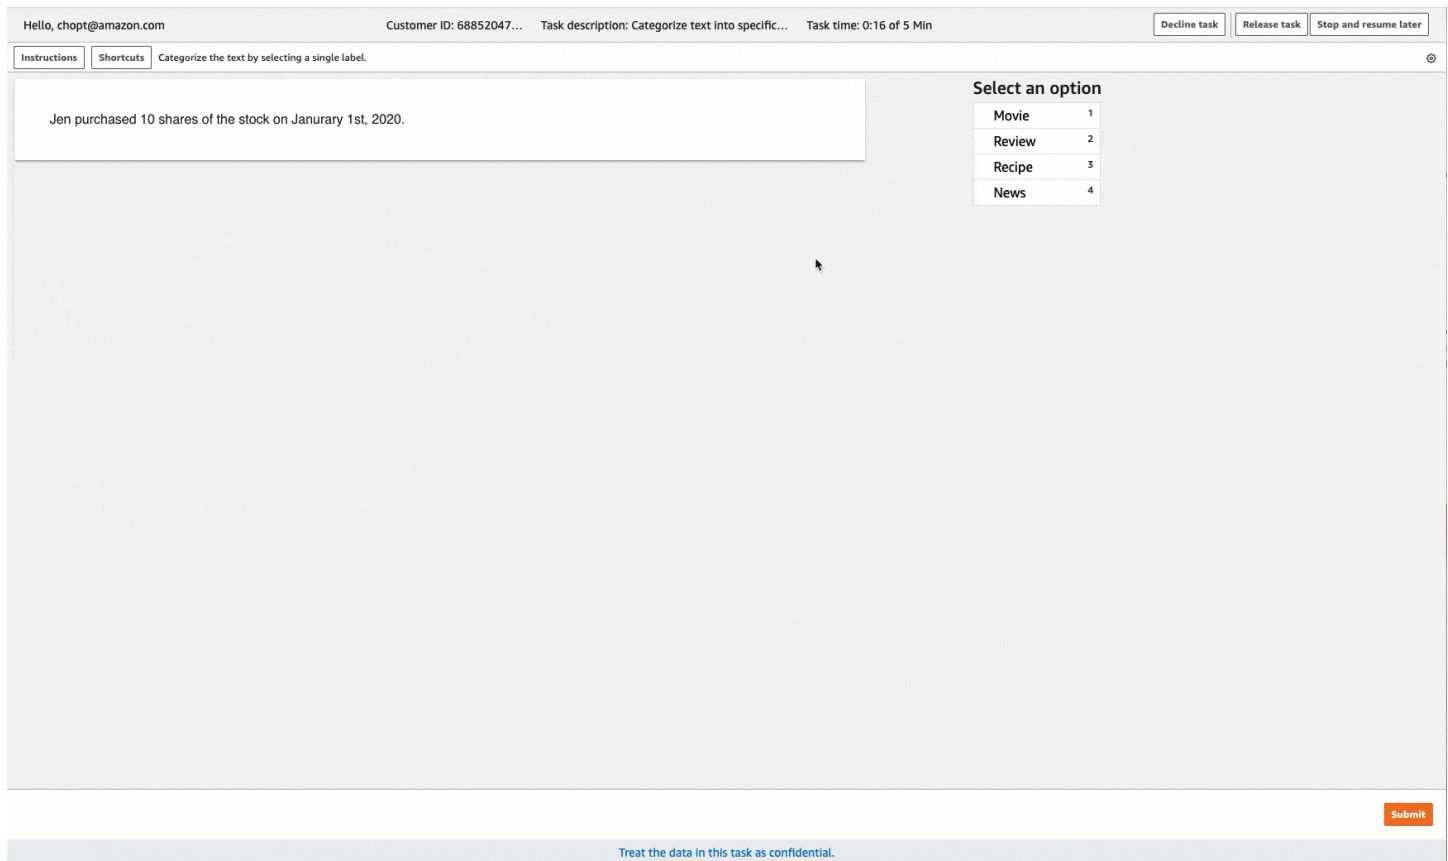 Hello, chopt@amazon.com
Customer ID: 68852047...
Task description: Categorize text into specific...
Task time: 0:16 of 5 Min
Decline task
Release task
Stop and resume later
Instructions
Shortcuts
Categorize the text by selecting a single label.
Jen purchased 10 shares of the stock on Janurary 1st, 2020.
Select an option
Movie 1
Review 2
Recipe 3
News 4
Submit
Treat the data in this task as confidential.